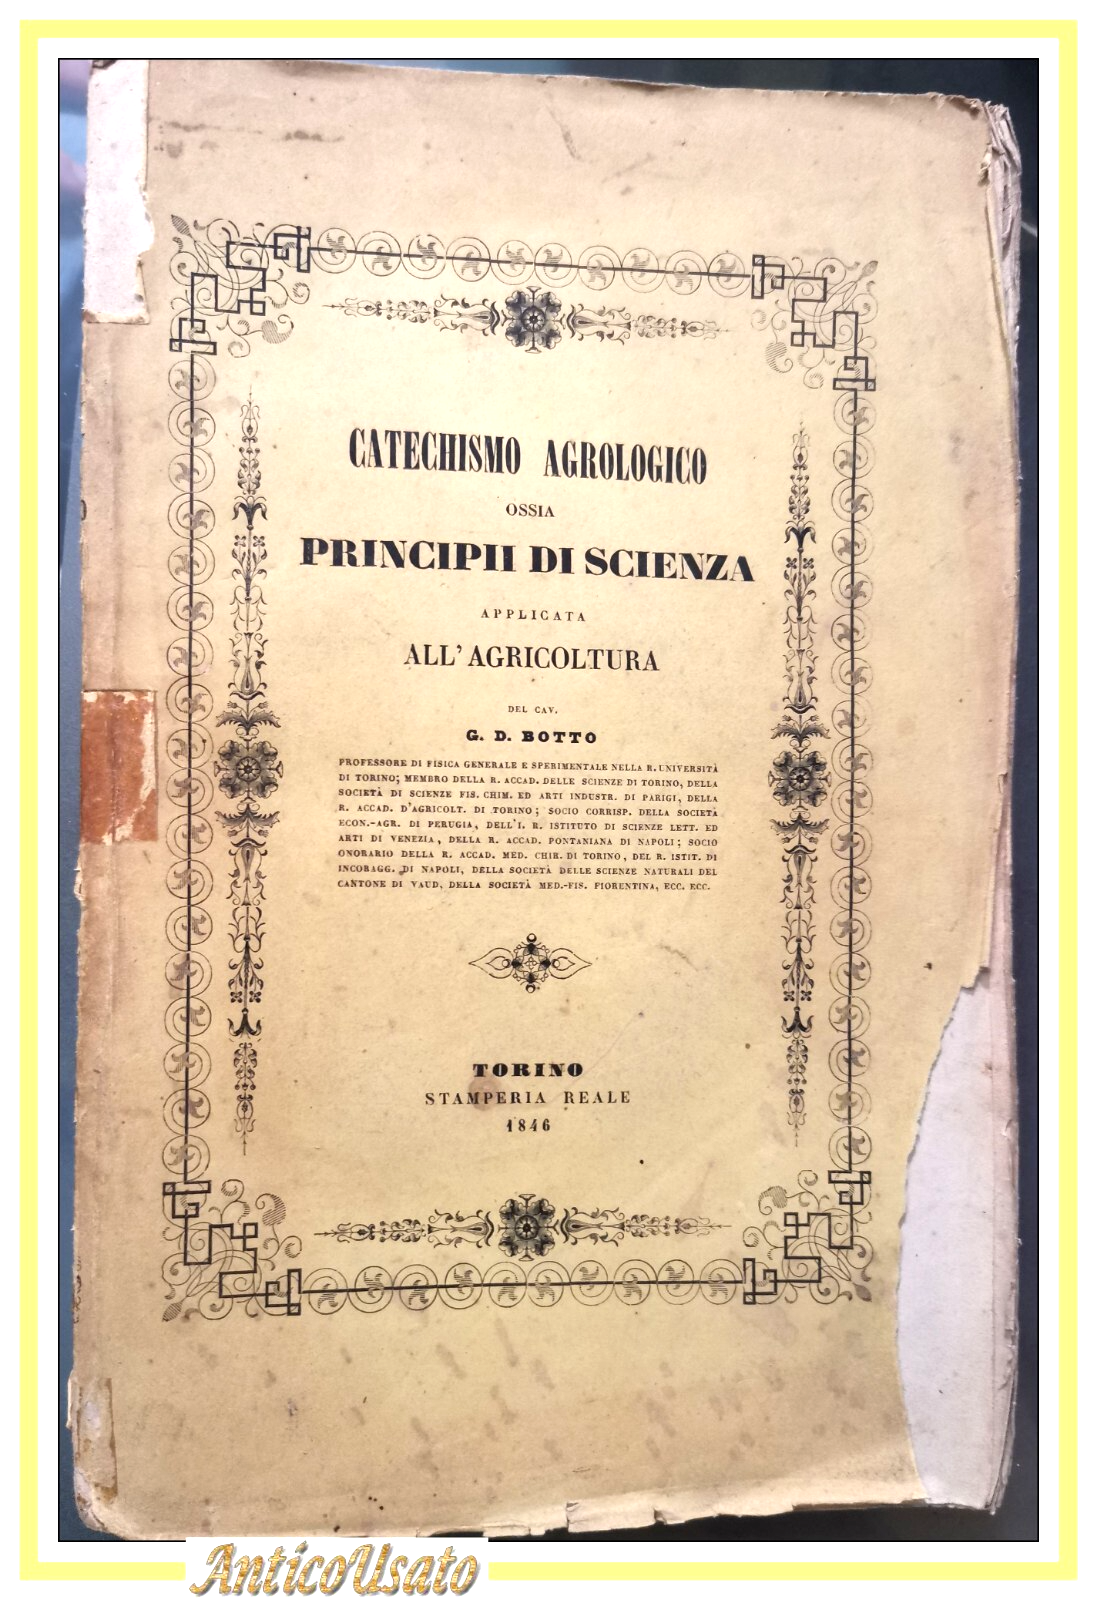 CATECHISMO AGROLOGICO
OSSIA
PRINCIPII DI SCIENZA
APPLICATA
ALL'AGRICOLTURA
DEL CAV.
G. D. BOTTO
PROFESSORE DI FISICA GENERALE E SPERIMENTALE NELLA R. UNIVERSITÀ
DI TORINO; MEMBRO DELLA R. ACCAD. DELLE SCIENZE DI TORINO, DELLA
SOCIETÀ DI SCIENZE FIS. CHIM. ED ARTI INDUSTR. DI PARIGI, DELLA
R. ACCAD. D'AGRICOLT. DI TORINO; SOCIO CORRISP. DELLA SOCIETÀ
ECON.-AGR. DI PERUGIA, DELL'I. R. ISTITUTO DI SCIENZE LETT. ED
ARTI DI VENEZIA, DELLA R. ACCAD. PONTANIANA DI NAPOLI; SOCIO
ONORARIO DELLA R. ACCAD. MED. CHIR. DI TORINO, DEL R. ISTIT. DI
INCORAGG. DI NAPOLI, DELLA SOCIETÀ DELLE SCIENZE NATURALI DEL
CANTONE DI VAUD, DELLA SOCIETÀ MED.-FIS. FIORENTINA, ECC. ECC.
TORINO
STAMPERIA REALE
1846
AnticoUsato